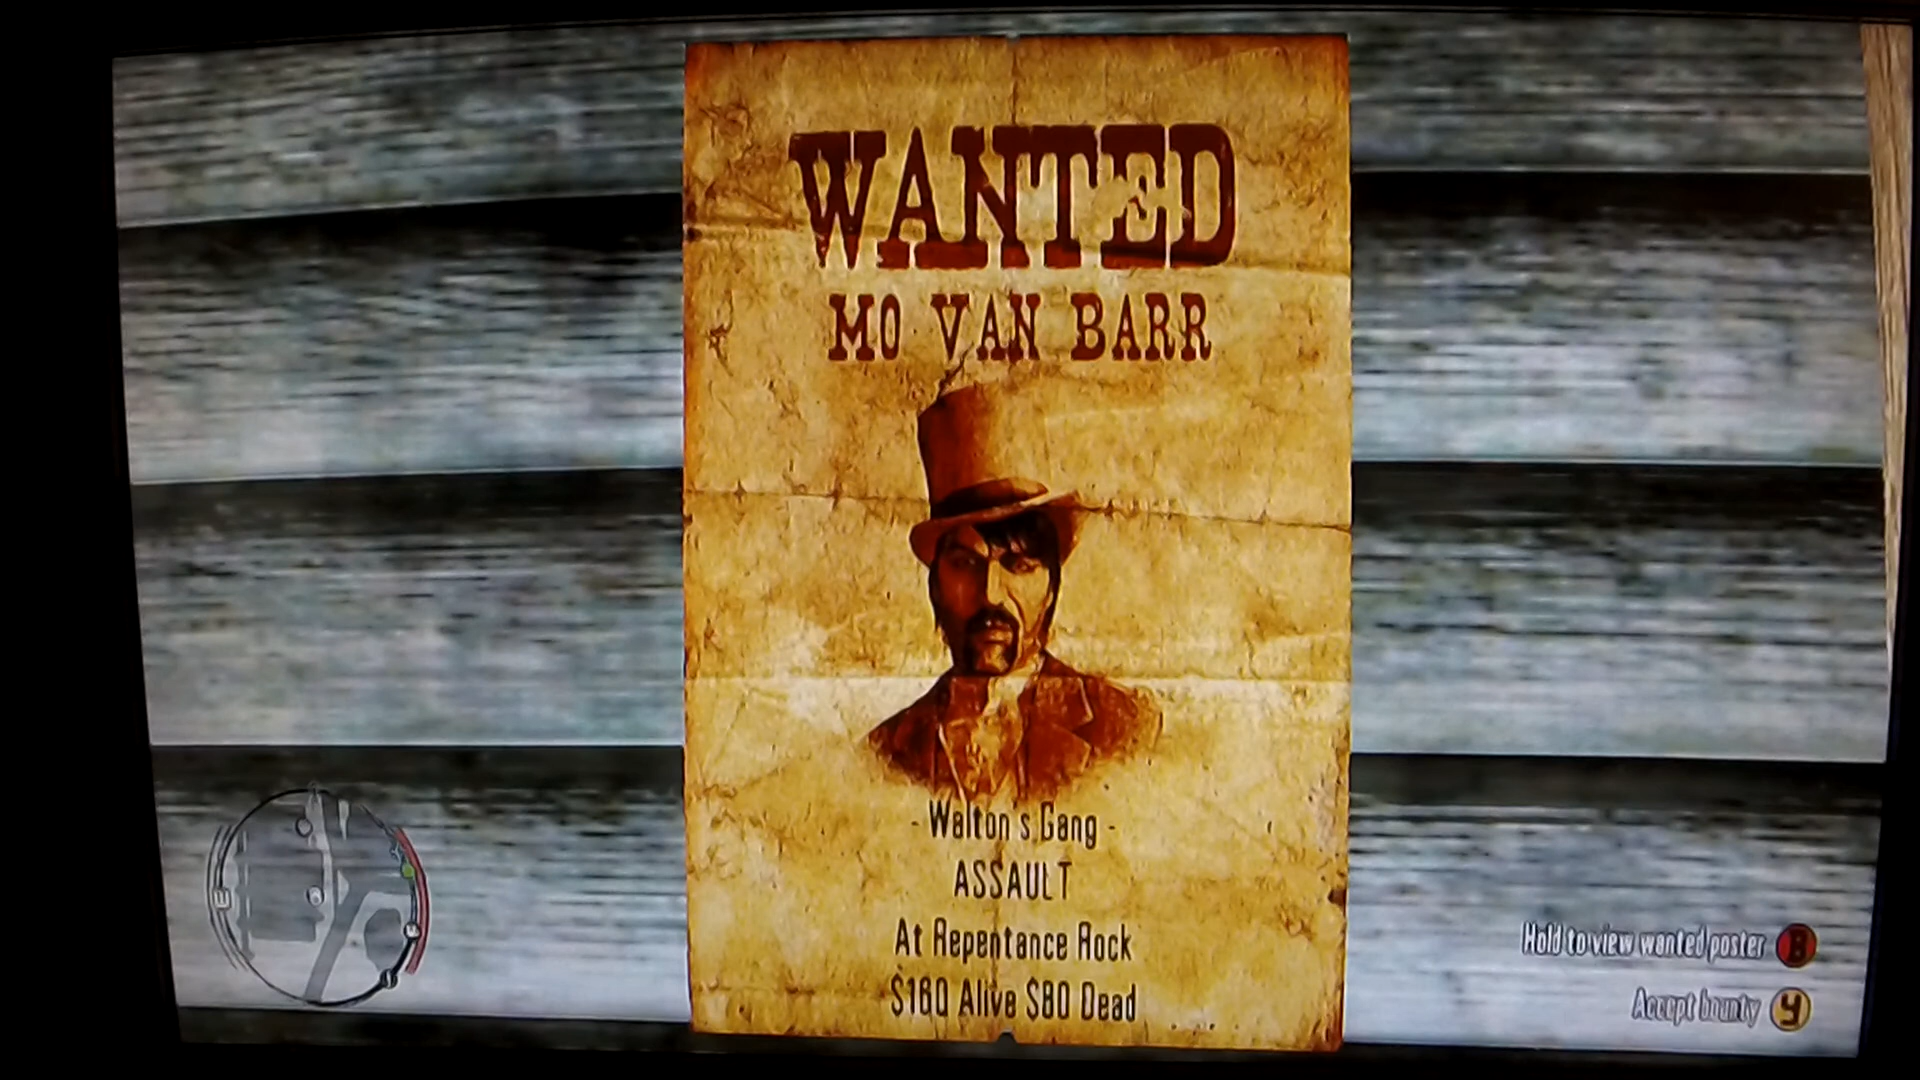 WANTED
MO VAN BARR
- Walton s Gang -
ASSAULT
At Repentance Rock
$160 Alive $80 Dead
Hold to view wanted poster B
Accept bounty Y
E